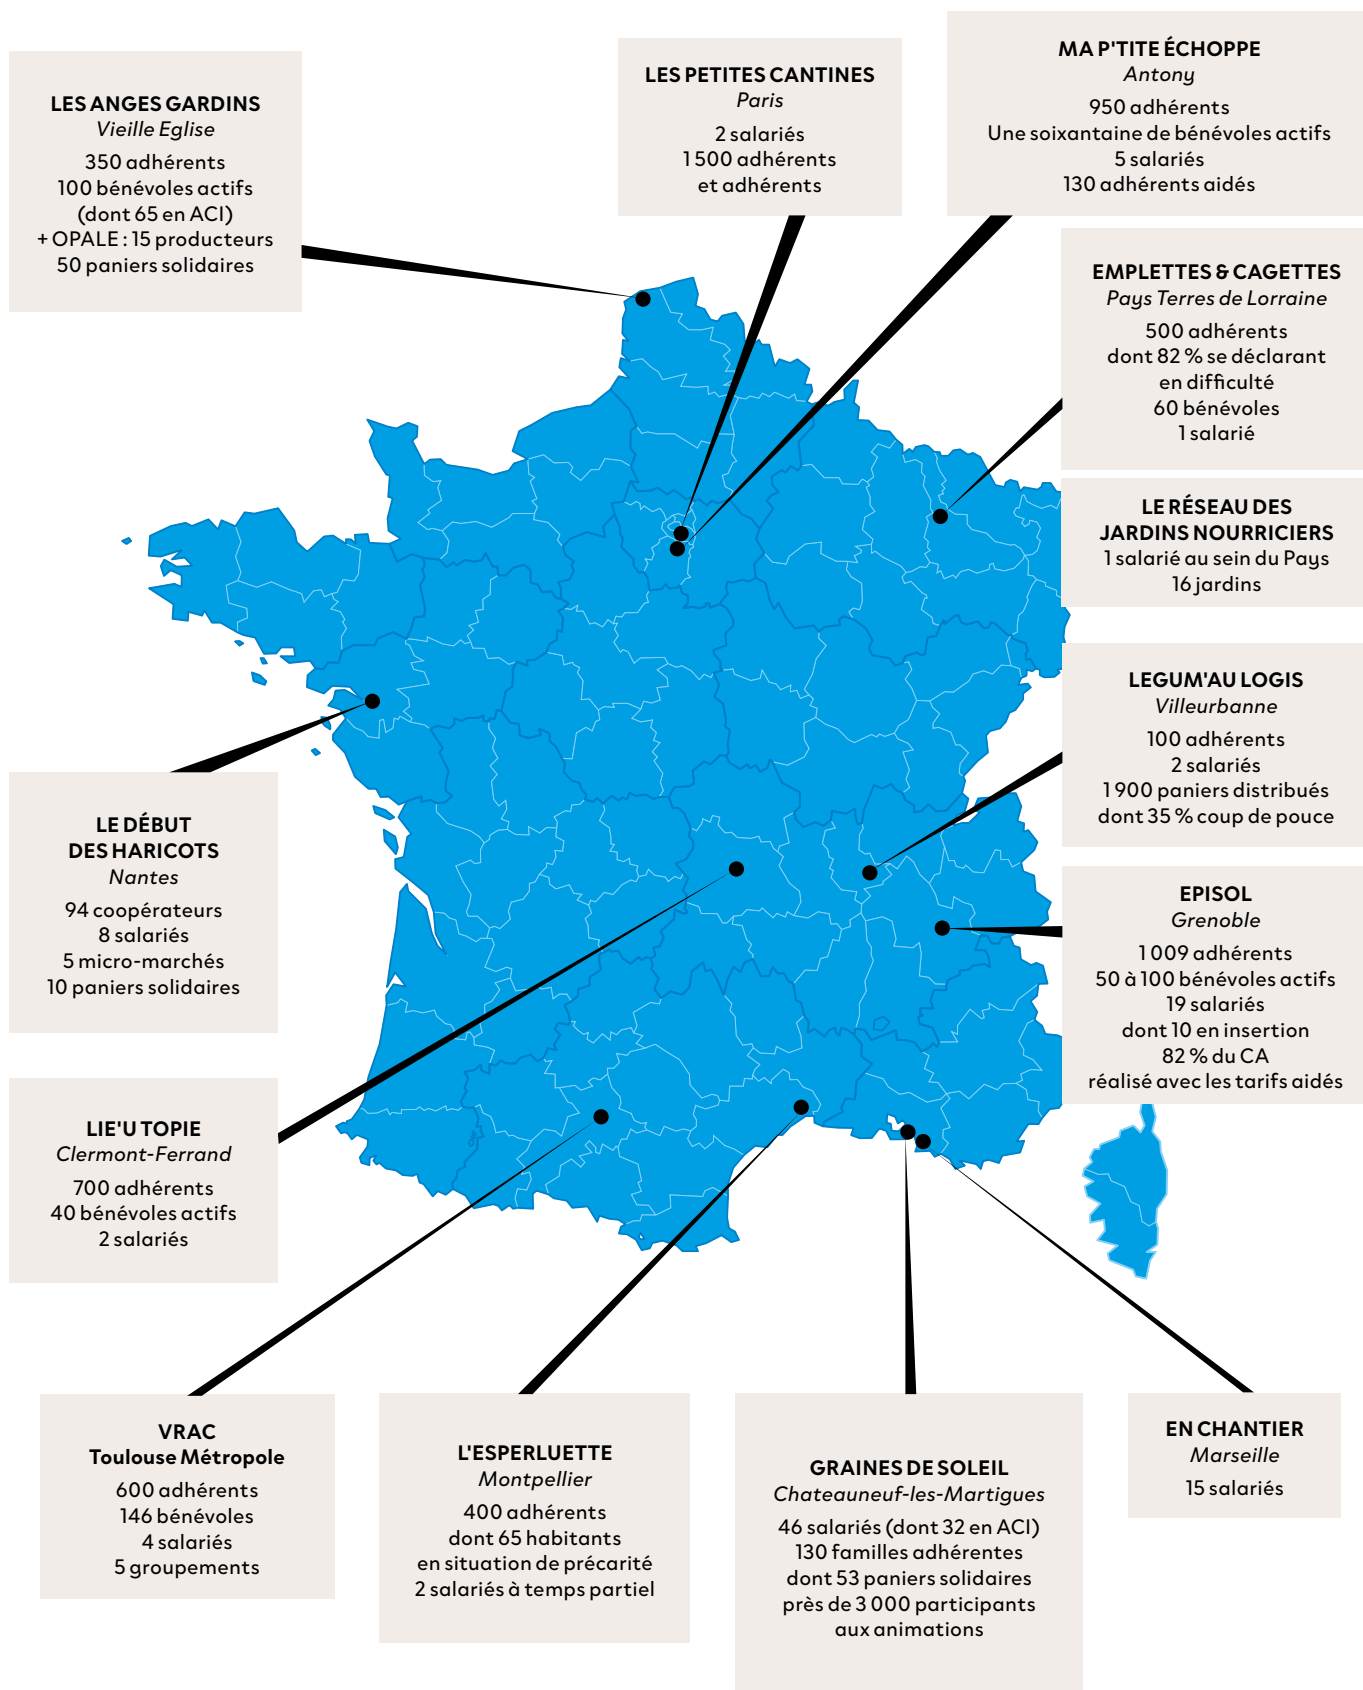 LES ANGES GARDINS
Vieille Eglise
350 adhérents
100 bénévoles actifs
(dont 65 en ACI)
+ OPALE : 15 producteurs
50 paniers solidaires
LES PETITES CANTINES
Paris
2 salariés
1 500 adhérents
et adhérents
MA P'TITE ÉCHOPPE
Antony
950 adhérents
Une soixantaine de bénévoles actifs
5 salariés
130 adhérents aidés
EMPLETTES & CAGETTES
Pays Terres de Lorraine
500 adhérents
dont 82 % se déclarant
en difficulté
60 bénévoles
1 salarié
LE RÉSEAU DES
JARDINS NOURRICIERS
1 salarié au sein du Pays
16 jardins
LEGUM'AU LOGIS
Villeurbanne
100 adhérents
2 salariés
1 900 paniers distribués
dont 35 % coup de pouce
LE DÉBUT
DES HARICOTS
Nantes
94 coopérateurs
8 salariés
5 micro-marchés
10 paniers solidaires
EPISOL
Grenoble
1 009 adhérents
50 à 100 bénévoles actifs
19 salariés
dont 10 en insertion
82 % du CA
réalisé avec les tarifs aidés
LIE'U TOPIE
Clermont-Ferrand
700 adhérents
40 bénévoles actifs
2 salariés
VRAC
Toulouse Métropole
600 adhérents
146 bénévoles
4 salariés
5 groupements
L'ESPERLUETTE
Montpellier
400 adhérents
dont 65 habitants
en situation de précarité
2 salariés à temps partiel
GRAINES DE SOLEIL
Chateauneuf-les-Martigues
46 salariés (dont 32 en ACI)
130 familles adhérentes
dont 53 paniers solidaires
près de 3 000 participants
aux animations
EN CHANTIER
Marseille
15 salariés